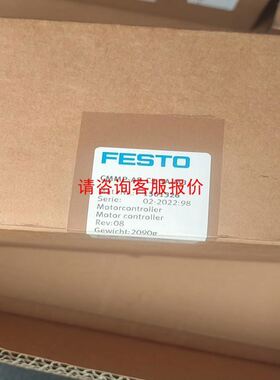 FESTO
请咨询客服报价
Serie: 02-2022-98
Motorcontroller
Motor controller
Rev:08
Gewicht:2090g